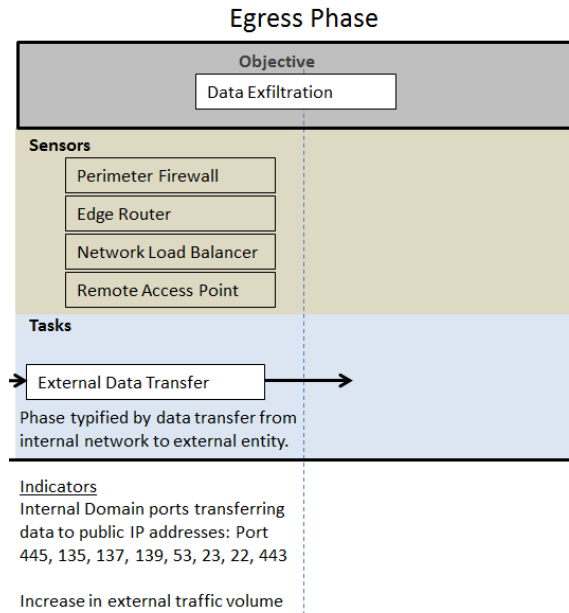 Egress Phase
Objective
Data Exfiltration
Sensors
Perimeter Firewall
Edge Router
Network Load Balancer
Remote Access Point
Tasks
External Data Transfer
Phase typified by data transfer from
internal network to external entity.
Indicators
Internal Domain ports transferring
data to public IP addresses: Port
445, 135, 137, 139, 53, 23, 22, 443
Increase in external traffic volume